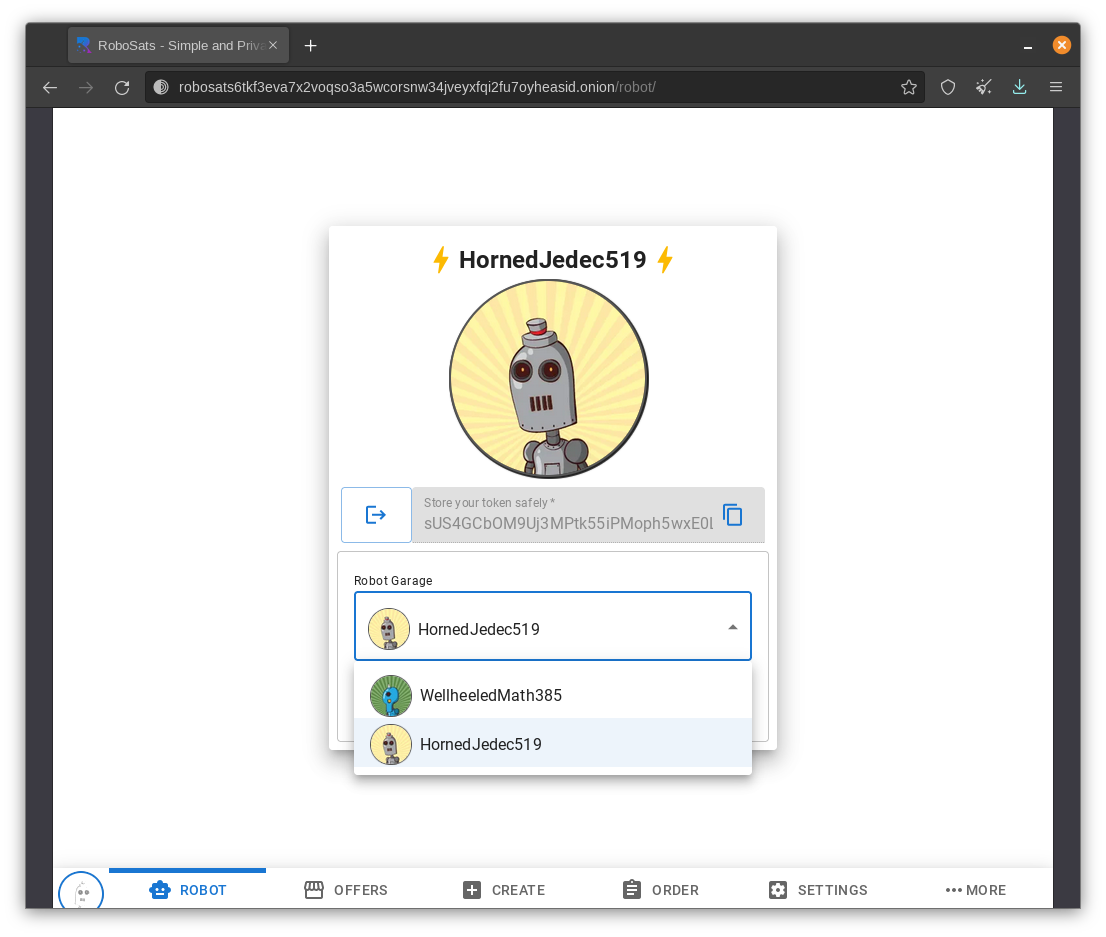 RoboSats - Simple and Priva
robosats6tkf3eva7x2voqso3a5wcorsnw34jveyxfqi2fu7oyheasid.onion/robot/
HornedJedec519
Store your token safely *
sUS4GCbOM9Uj3MPtk55iPMoph5wxE0L
Robot Garage
HornedJedec519
WellheeledMath385
HornedJedec519
ROBOT OFFERS CREATE ORDER SETTINGS MORE